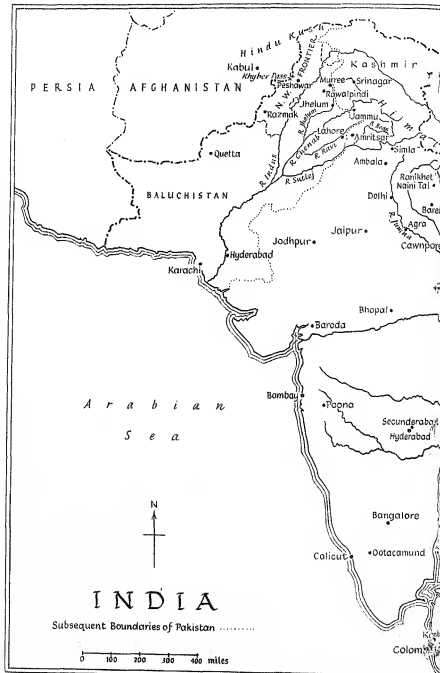 Hindu Kush
Kabul
Khyber Pass
Peshawar
N.W. FRONTIER
Kashmir
Murree
Srinagar
Rawalpindi
PERSIA
AFGHANISTAN
Razmak
Jhelum
R. Jhelum
Jammu
Hima
Lahore
R. Chenab
Amritsar
R. Ravi
Simla
Quetta
R. Indus
R. Sutlej
Ambala
BALUCHISTAN
Ranikhet
Naini Tal
Delhi
Bare
R. Jumna
Agra
Cawnpore
Jaipur
Jodhpur
Hyderabad
Karachi
Bhopal
Baroda
Bombay
Poona
Arabian
Sea
Secunderabad
Hyderabad
N
Bangalore
Calicut
Ootacamund
INDIA
Subsequent Boundaries of Pakistan
Colom
0 100 200 300 400 miles